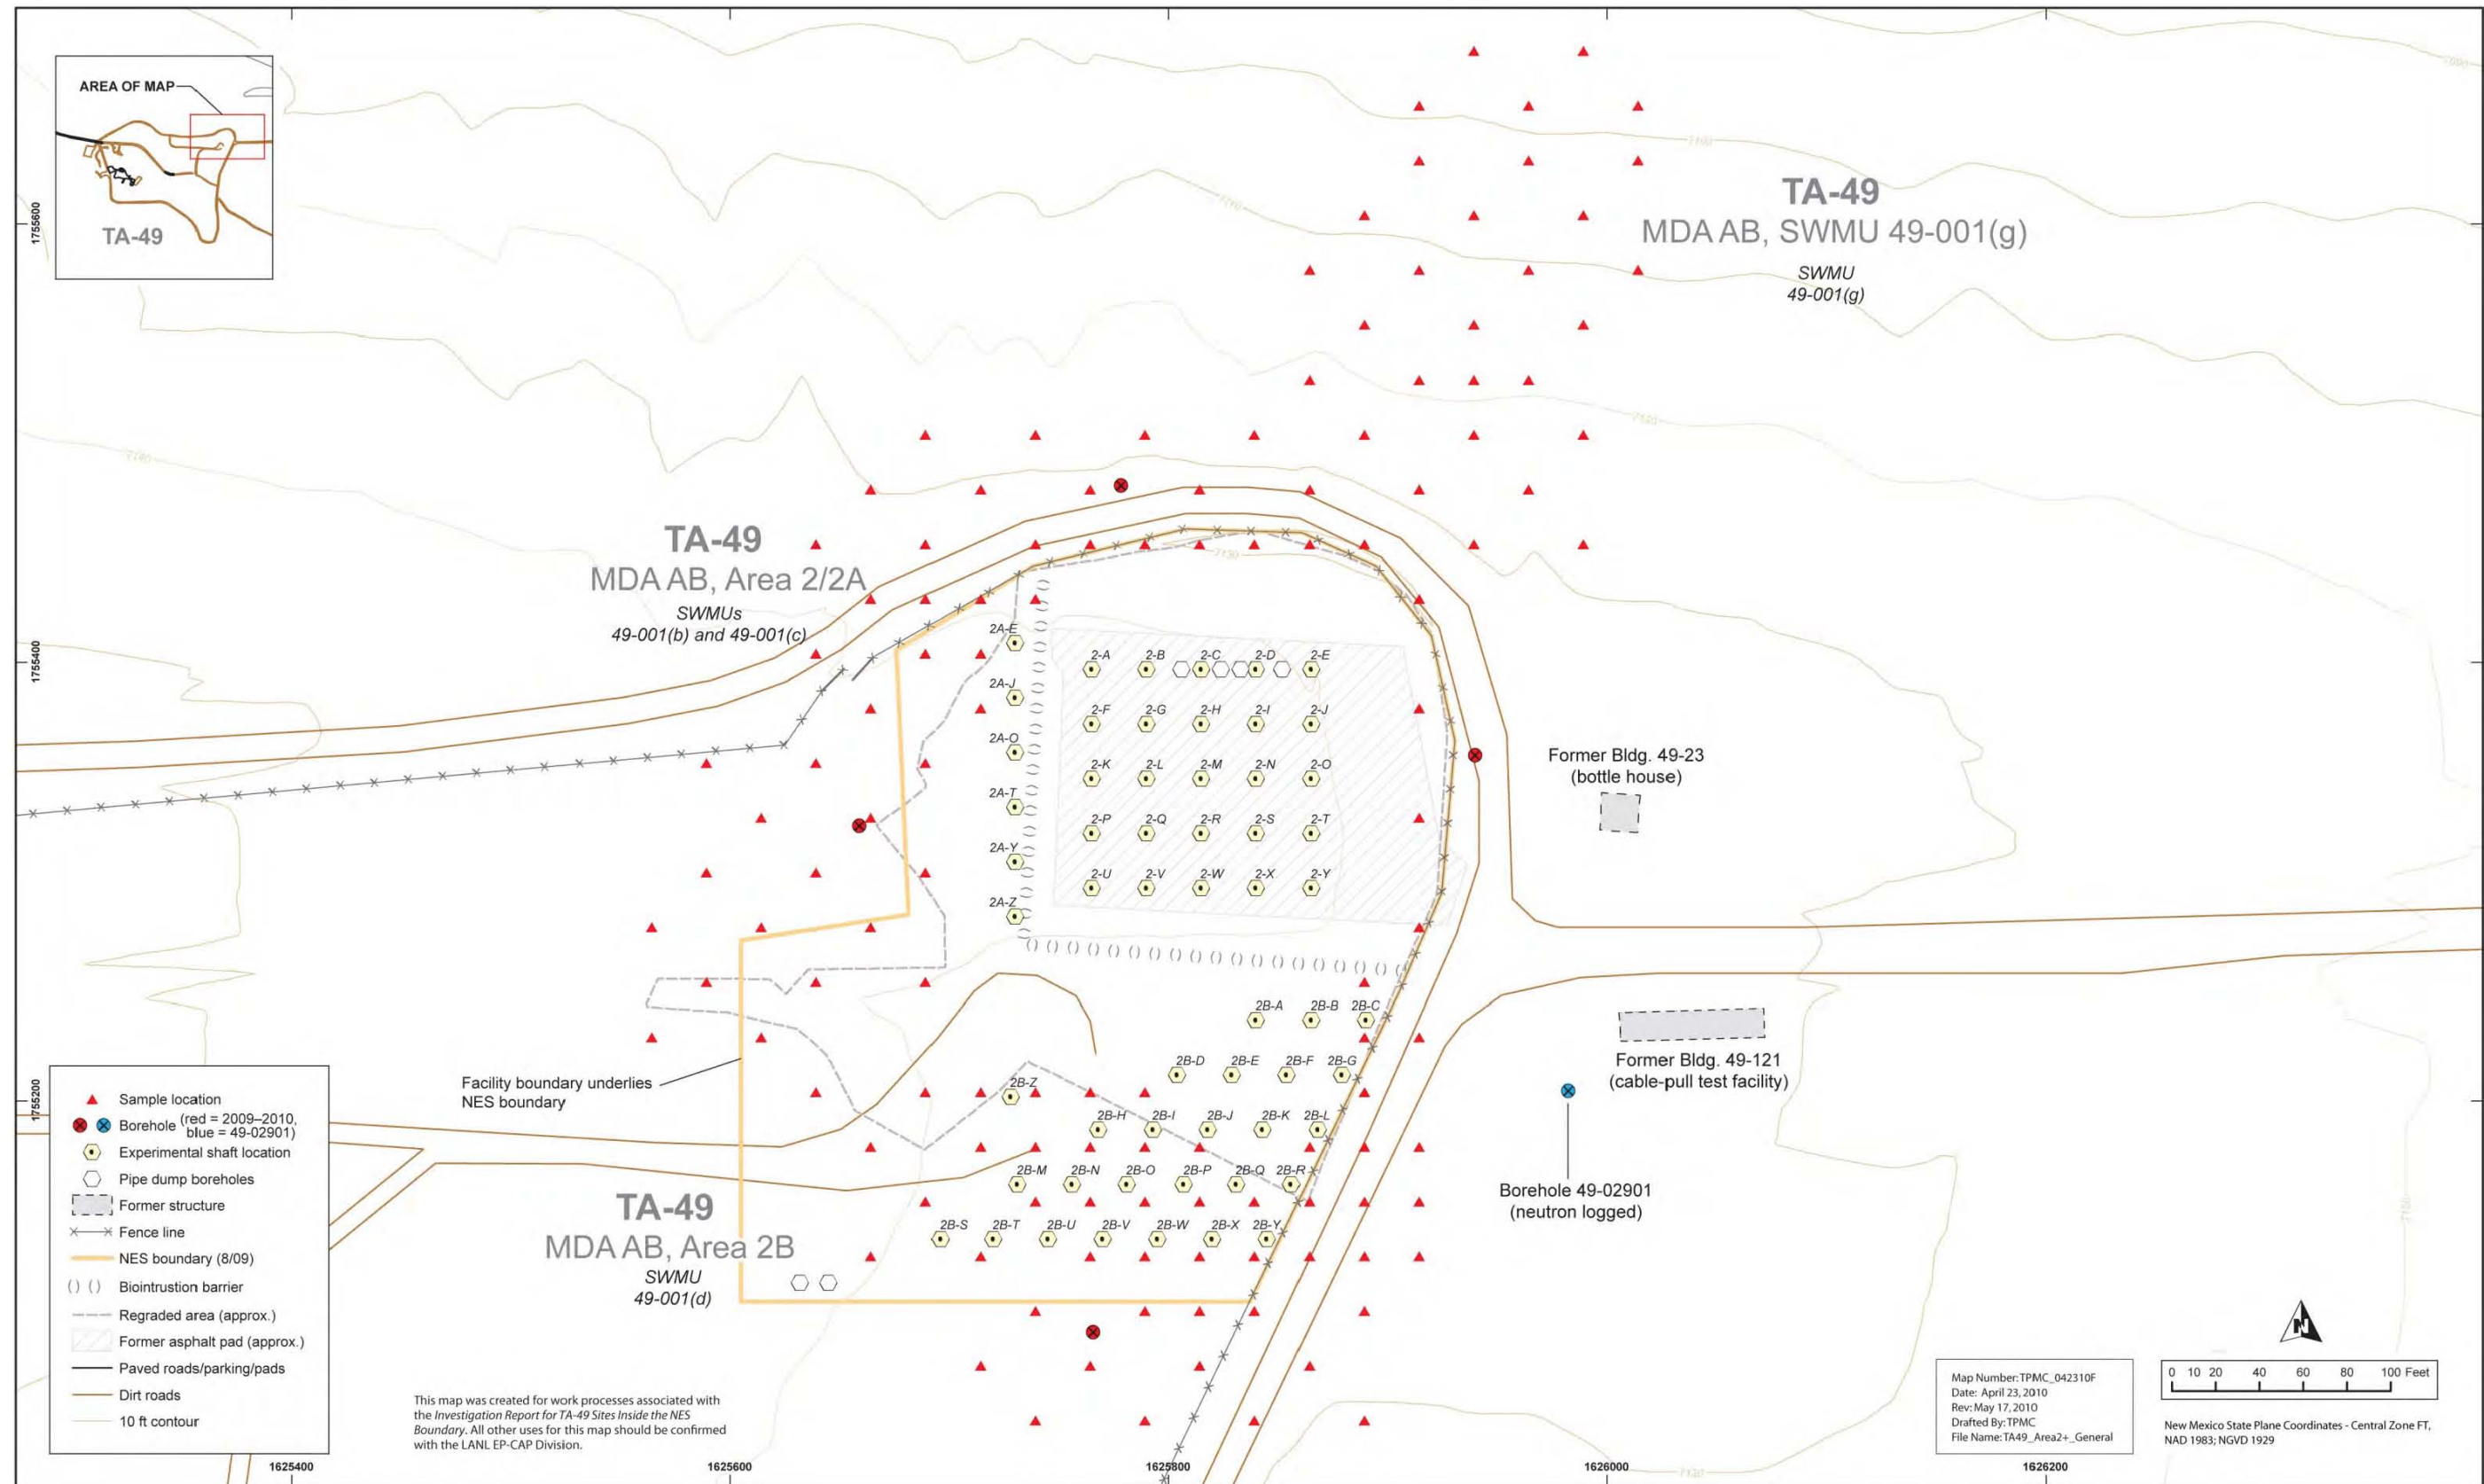 AREA OF MAP
TA-49
TA-49
MDA AB, SWMU 49-001(g)
SWMU
49-001(g)
7100
7110
7120
7140
7130
TA-49
MDA AB, Area 2/2A
SWMUs
49-001(b) and 49-001(c)
2A-E
2-A 2-B 2-C 2-D 2-E
2A-J
2-F 2-G 2-H 2-I 2-J
2A-O
2-K 2-L 2-M 2-N 2-O
2A-T
2-P 2-Q 2-R 2-S 2-T
2A-Y
2-U 2-V 2-W 2-X 2-Y
2A-Z
Former Bldg. 49-23
(bottle house)
2B-A 2B-B 2B-C
2B-D 2B-E 2B-F 2B-G
2B-Z
2B-H 2B-I 2B-J 2B-K 2B-L
2B-M 2B-N 2B-O 2B-P 2B-Q 2B-R
2B-S 2B-T 2B-U 2B-V 2B-W 2B-X 2B-Y
Former Bldg. 49-121
(cable-pull test facility)
Borehole 49-02901
(neutron logged)
Facility boundary underlies
NES boundary
TA-49
MDA AB, Area 2B
SWMU
49-001(d)
Sample location
Borehole (red = 2009–2010,
blue = 49-02901)
Experimental shaft location
Pipe dump boreholes
Former structure
Fence line
NES boundary (8/09)
Biointrustion barrier
Regraded area (approx.)
Former asphalt pad (approx.)
Paved roads/parking/pads
Dirt roads
10 ft contour
This map was created for work processes associated with
the Investigation Report for TA-49 Sites Inside the NES
Boundary. All other uses for this map should be confirmed
with the LANL EP-CAP Division.
N
Map Number: TPMC_042310F
Date: April 23, 2010
Rev: May 17, 2010
Drafted By: TPMC
File Name: TA49_Area2+_General
0 10 20 40 60 80 100 Feet
New Mexico State Plane Coordinates - Central Zone FT,
NAD 1983; NGVD 1929
1755600
1755400
1755200
1625400
1625600
1625800
1626000
1626200